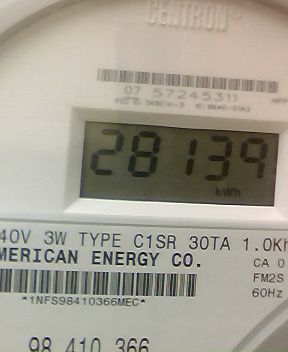 CENTRON®
07 57245311
28139
kWh
40V 3W TYPE C1SR 30TA 1.0Kh
MERICAN ENERGY CO.
CA 0
FM2S
60Hz
*1NFS98410366MEC*
98 410 366